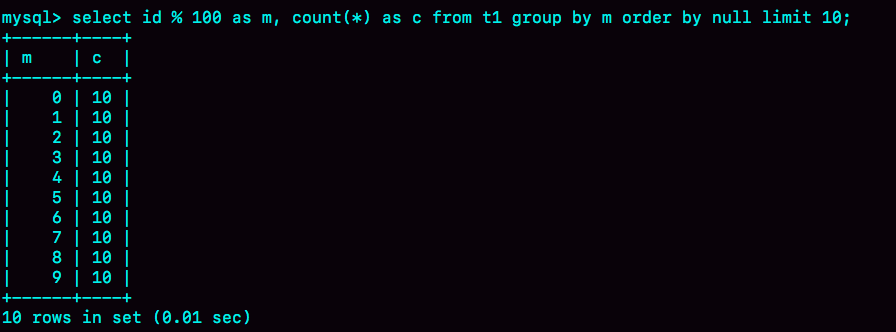 mysql> select id % 100 as m, count(*) as c from t1 group by m order by null limit 10;
+------+----+
| m    | c  |
+------+----+
|    0 | 10 |
|    1 | 10 |
|    2 | 10 |
|    3 | 10 |
|    4 | 10 |
|    5 | 10 |
|    6 | 10 |
|    7 | 10 |
|    8 | 10 |
|    9 | 10 |
+------+----+
10 rows in set (0.01 sec)